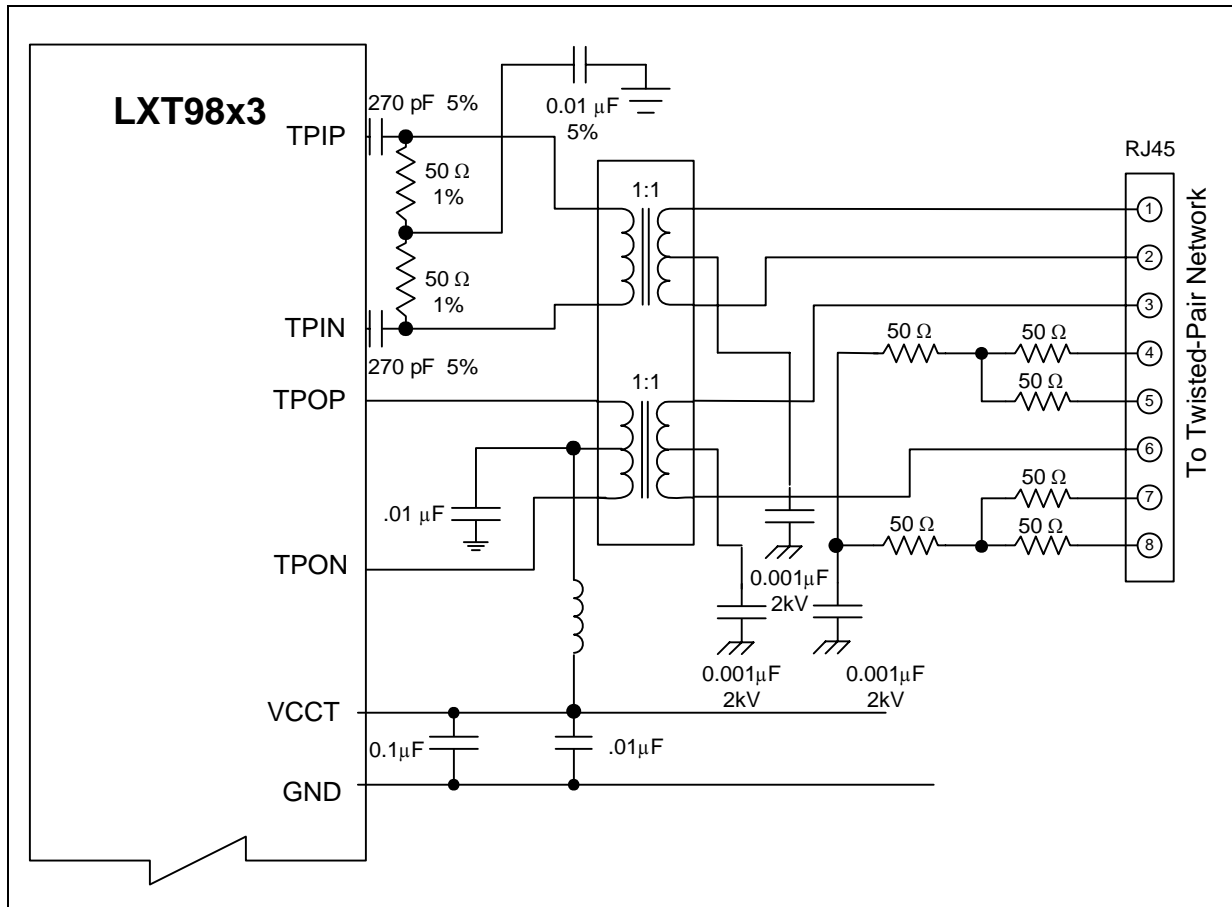 LXT98x3
270 pF 5%
0.01 μF
5%
TPIP
50 Ω
1%
50 Ω
1%
TPIN
270 pF 5%
TPOP
.01 μF
TPON
VCCT
0.1μF
.01μF
GND
1:1
1:1
0.001μF
2kV
0.001μF
2kV
0.001μF
2kV
50 Ω
50 Ω
50 Ω
50 Ω
50 Ω
50 Ω
RJ45
1
2
3
4
5
6
7
8
To Twisted-Pair Network